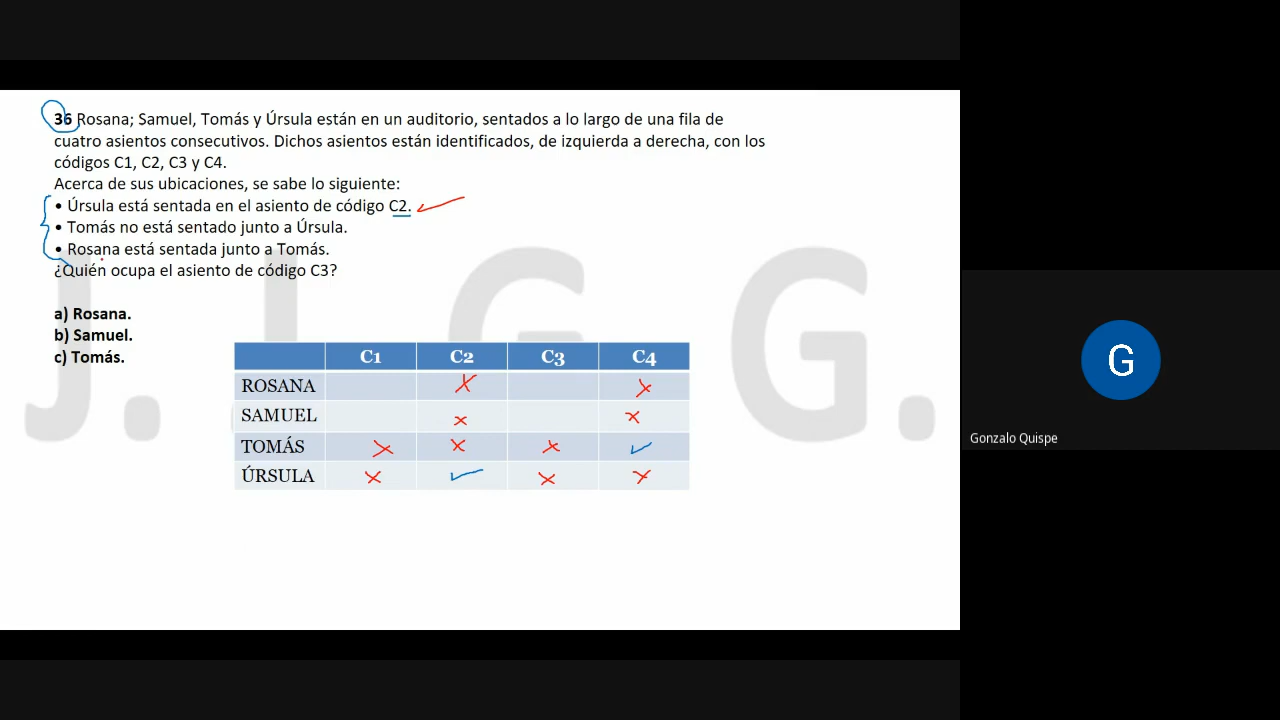 36 Rosana; Samuel, Tomás y Úrsula están en un auditorio, sentados a lo largo de una fila de
cuatro asientos consecutivos. Dichos asientos están identificados, de izquierda a derecha, con los
códigos C1, C2, C3 y C4.
Acerca de sus ubicaciones, se sabe lo siguiente:
• Úrsula está sentada en el asiento de código C2.
• Tomás no está sentado junto a Úrsula.
• Rosana está sentada junto a Tomás.
¿Quién ocupa el asiento de código C3?
a) Rosana.
b) Samuel.
c) Tomás.
C1 C2 C3 C4
ROSANA X X
SAMUEL x x
TOMÁS X X X ✓
ÚRSULA X ✓ X X
J. I. G. G.
G
Gonzalo Quispe